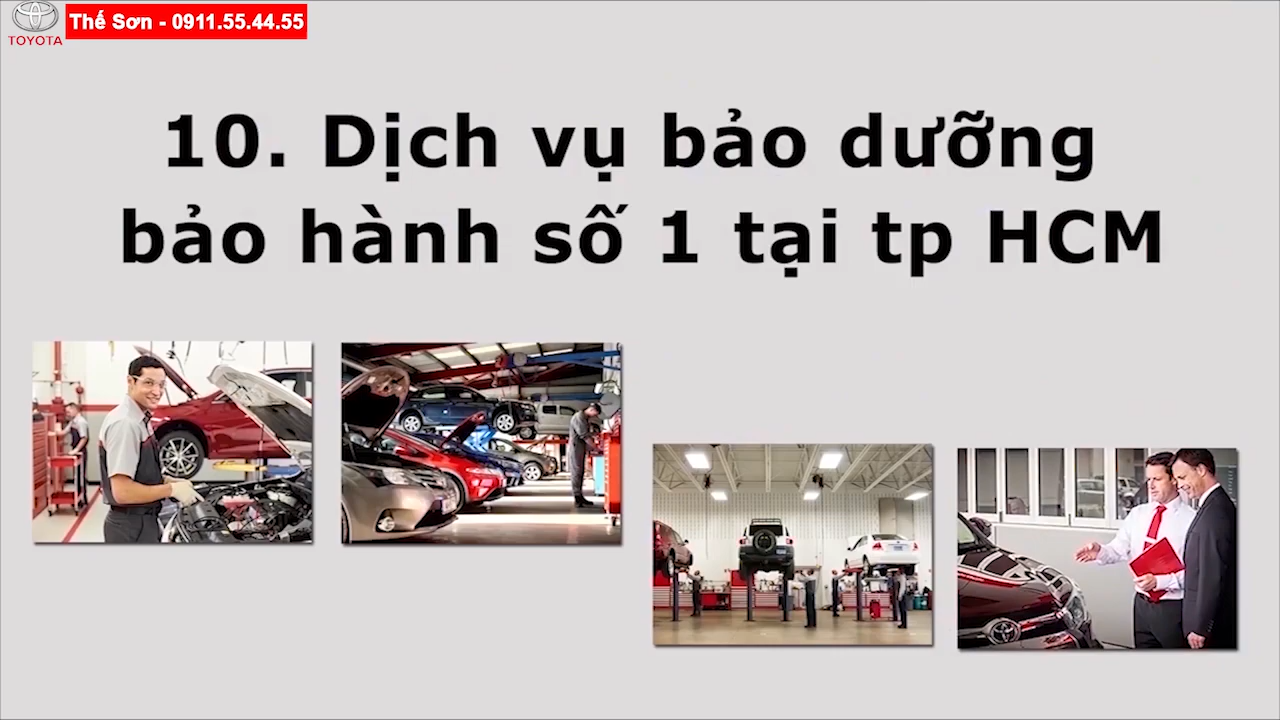 TOYOTA
Thế Sơn - 0911.55.44.55
10. Dịch vụ bảo dưỡng
bảo hành số 1 tại tp HCM